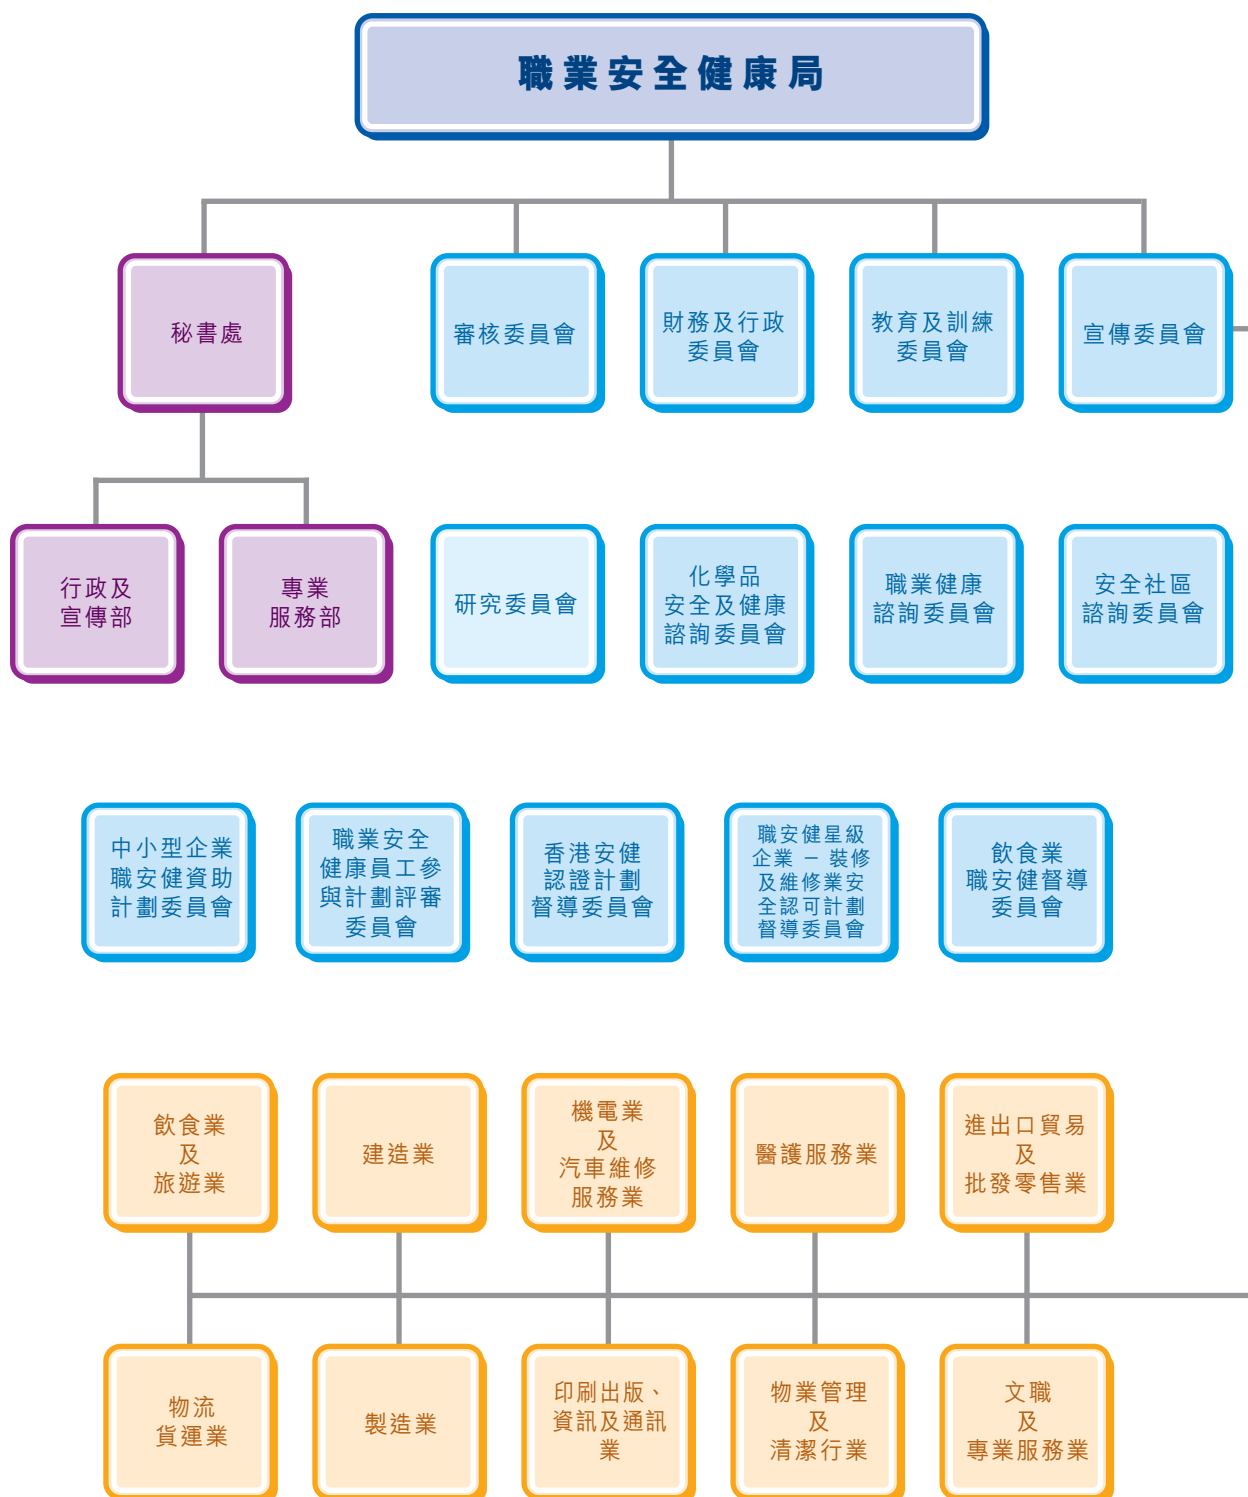 職業安全健康局
秘書處
審核委員會
財務及行政
委員會
教育及訓練
委員會
宣傳委員會
行政及
宣傳部
專業
服務部
研究委員會
化學品
安全及健康
諮詢委員會
職業健康
諮詢委員會
安全社區
諮詢委員會
中小型企業
職安健資助
計劃委員會
職業安全
健康員工參
與計劃評審
委員會
香港安健
認證計劃
督導委員會
職安健星級
企業 – 裝修
及維修業安
全認可計劃
督導委員會
飲食業
職安健督導
委員會
飲食業
及
旅遊業
建造業
機電業
及
汽車維修
服務業
醫護服務業
進出口貿易
及
批發零售業
物流
貨運業
製造業
印刷出版、
資訊及通訊
業
物業管理
及
清潔行業
文職
及
專業服務業